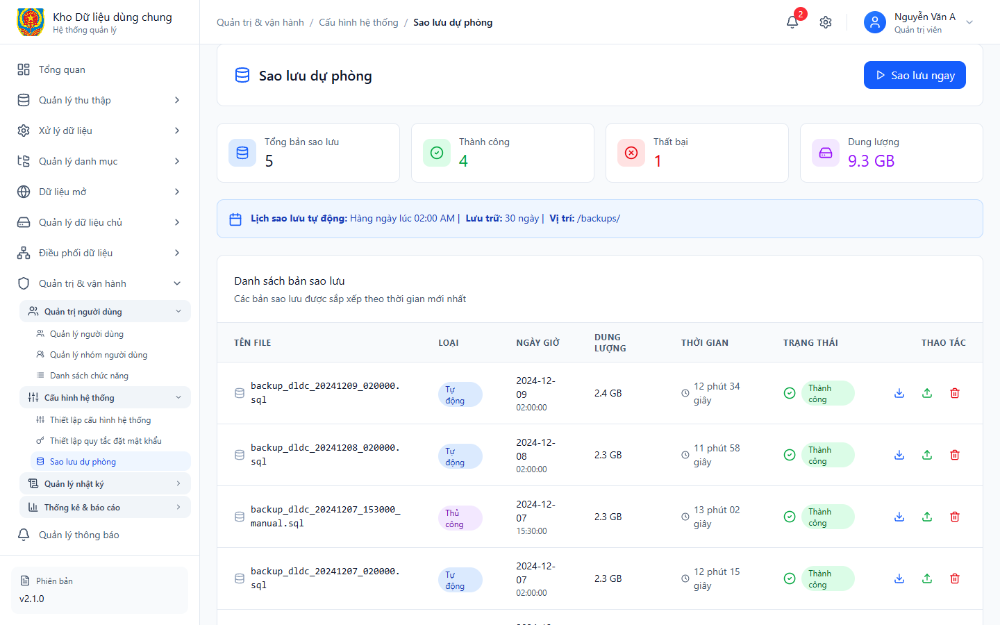 Kho Dữ liệu dùng chung
Hệ thống quản lý
Quản trị & vận hành / Cấu hình hệ thống / Sao lưu dự phòng
2
Nguyễn Văn A
Quản trị viên
Tổng quan
Quản lý thu thập
Xử lý dữ liệu
Quản lý danh mục
Dữ liệu mở
Quản lý dữ liệu chủ
Điều phối dữ liệu
Quản trị & vận hành
Quản trị người dùng
Quản lý người dùng
Quản lý nhóm người dùng
Danh sách chức năng
Cấu hình hệ thống
Thiết lập cấu hình hệ thống
Thiết lập quy tắc đặt mật khẩu
Sao lưu dự phòng
Quản lý nhật ký
Thống kê & báo cáo
Quản lý thông báo
Phiên bản
v2.1.0
Sao lưu dự phòng
Sao lưu ngay
Tổng bản sao lưu
5
Thành công
4
Thất bại
1
Dung lượng
9.3 GB
Lịch sao lưu tự động: Hàng ngày lúc 02:00 AM | Lưu trữ: 30 ngày | Vị trí: /backups/
Danh sách bản sao lưu
Các bản sao lưu được sắp xếp theo thời gian mới nhất
TÊN FILE LOẠI NGÀY GIỜ DUNG LƯỢNG THỜI GIAN TRẠNG THÁI THAO TÁC
backup_dldc_20241209_020000.
sql
Tự
động
2024-12-
09
02:00:00
2.4 GB
12 phút 34
giây
Thành
công
backup_dldc_20241208_020000.
sql
Tự
động
2024-12-
08
02:00:00
2.3 GB
11 phút 58
giây
Thành
công
backup_dldc_20241207_153000_
manual.sql
Thủ
công
2024-12-
07
15:30:00
2.3 GB
13 phút 02
giây
Thành
công
backup_dldc_20241207_020000.
sql
Tự
động
2024-12-
07
02:00:00
2.3 GB
12 phút 15
giây
Thành
công